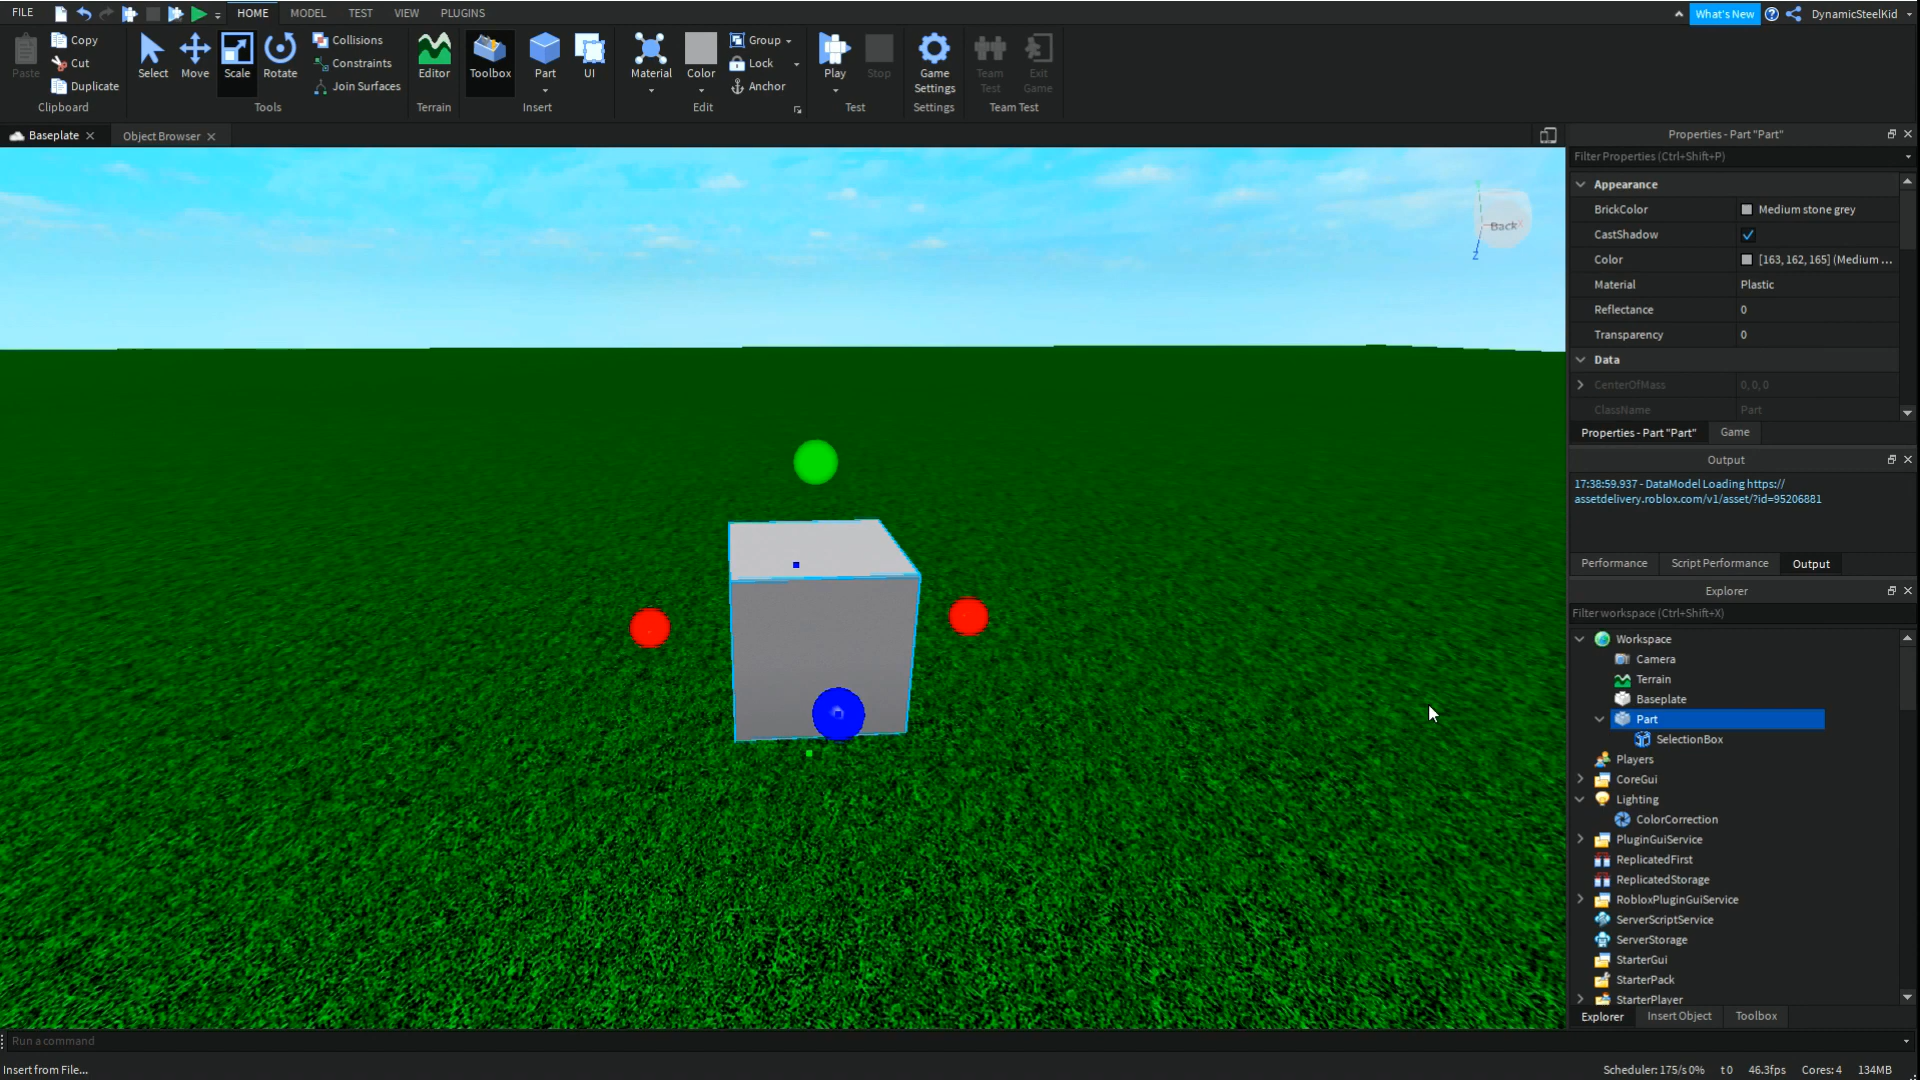 FILE HOME MODEL TEST VIEW PLUGINS What's New DynamicSteelKid
Paste Copy Cut Duplicate Clipboard
Select Move Scale Rotate Collisions Constraints Join Surfaces Tools
Editor Terrain
Toolbox Part UI Insert
Material Color Group Lock Anchor Edit
Play Stop Test
Game Settings Settings
Team Test Exit Game Team Test
Baseplate Object Browser
Back
Z
Properties - Part "Part"
Filter Properties (Ctrl+Shift+P)
Appearance
BrickColor Medium stone grey
CastShadow
Color [163, 162, 165] (Medium ...
Material Plastic
Reflectance 0
Transparency 0
Data
CenterOfMass 0, 0, 0
ClassName Part
Properties - Part "Part" Game
Output
17:38:59.937 - DataModel Loading https://
assetdelivery.roblox.com/v1/asset/?id=95206881
Performance Script Performance Output
Explorer
Filter workspace (Ctrl+Shift+X)
Workspace
Camera
Terrain
Baseplate
Part
SelectionBox
Players
CoreGui
Lighting
ColorCorrection
PluginGuiService
ReplicatedFirst
ReplicatedStorage
RobloxPluginGuiService
ServerScriptService
ServerStorage
StarterGui
StarterPack
StarterPlayer
Explorer Insert Object Toolbox
Run a command
Insert from File... Scheduler: 175/s 0% t 0 46.3fps Cores: 4 134MB